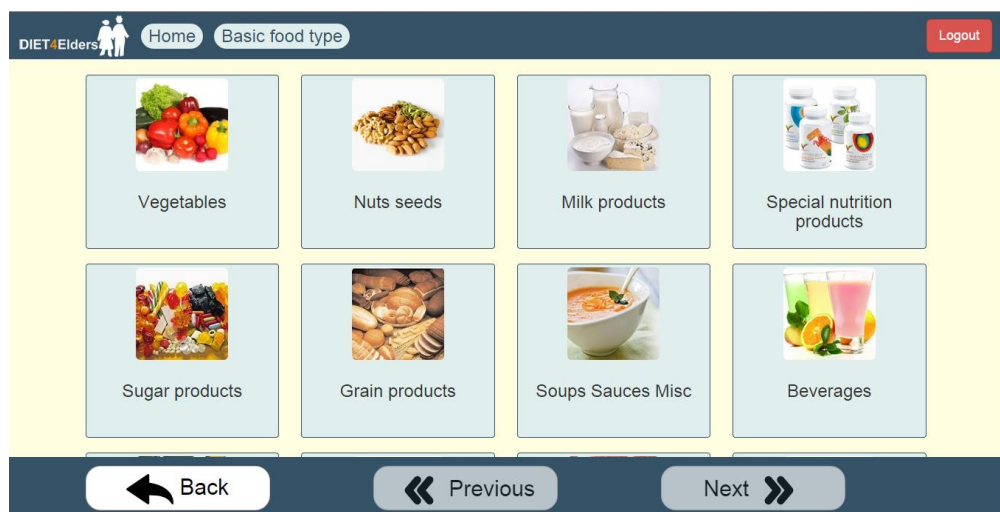 DIET4Elders
Home
Basic food type
Logout
Vegetables
Nuts seeds
Milk products
Special nutrition
products
Sugar products
Grain products
Soups Sauces Misc
Beverages
Back
Previous
Next